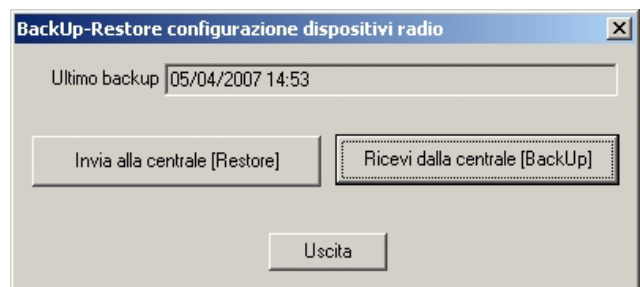 BackUp-Restore configurazione dispositivi radio
Ultimo backup 05/04/2007 14:53
Invia alla centrale [Restore] Ricevi dalla centrale [BackUp]
Uscita